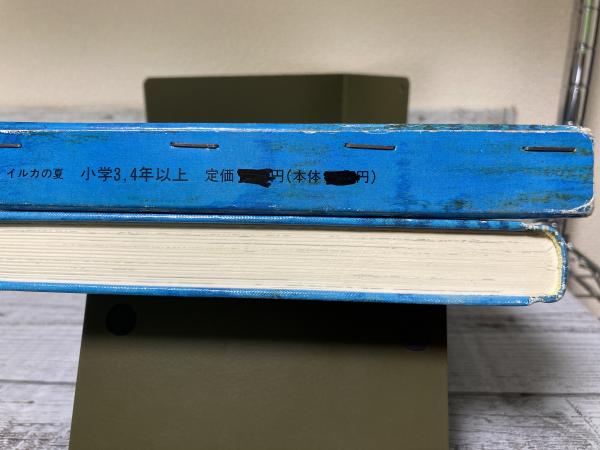 イルカの夏 小学3,4年以上 定価 円(本体 円)